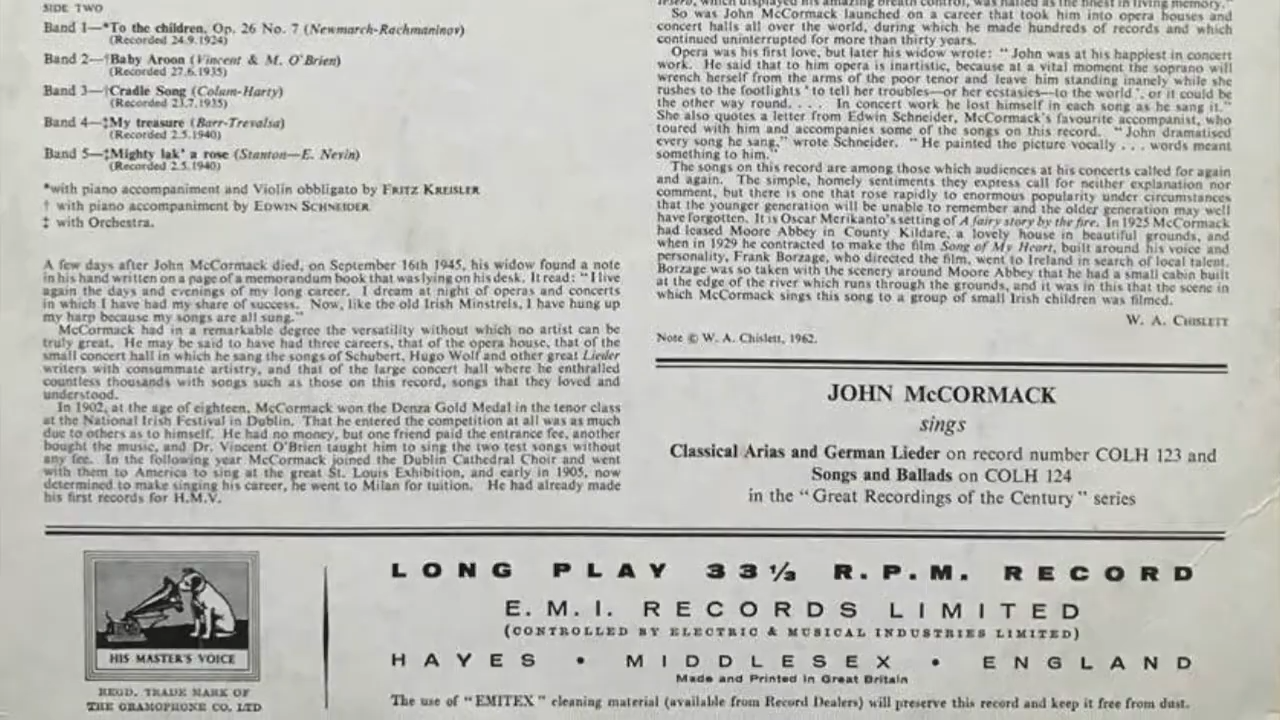 SIDE TWO
Band 1—*To the children, Op. 26 No. 7 (Newmarch-Rachmaninov)
(Recorded 24.9.1924)
Band 2—†Baby Aroon (Vincent & M. O'Brien)
(Recorded 27.6.1935)
Band 3—†Cradle Song (Colum-Harty)
(Recorded 23.7.1935)
Band 4—‡My treasure (Barr-Trevalsa)
(Recorded 2.5.1940)
Band 5—‡Mighty lak' a rose (Stanton—E. Nevin)
(Recorded 2.5.1940)
*with piano accompaniment and Violin obbligato by FRITZ KREISLER
† with piano accompaniment by EDWIN SCHNEIDER
‡ with Orchestra.
A few days after John McCormack died, on September 16th 1945, his widow found a note
in his hand written on a page of a memorandum book that was lying on his desk. It read: "I live
again the days and evenings of my long career. I dream at night of operas and concerts
in which I have had my share of success. Now, like the old Irish Minstrels, I have hung up
my harp because my songs are all sung."
McCormack had in a remarkable degree the versatility without which no artist can be
truly great. He may be said to have had three careers, that of the opera house, that of the
small concert hall in which he sang the songs of Schubert, Hugo Wolf and other great Lieder
writers with consummate artistry, and that of the large concert hall where he enthralled
countless thousands with songs such as those on this record, songs that they loved and
understood.
In 1902, at the age of eighteen, McCormack won the Denza Gold Medal in the tenor class
at the National Irish Festival in Dublin. That he entered the competition at all was as much
due to others as to himself. He had no money, but one friend paid the entrance fee, another
bought the music, and Dr. Vincent O'Brien taught him to sing the two test songs without
any fee. In the following year McCormack joined the Dublin Cathedral Choir and went
with them to America to sing at the great St. Louis Exhibition, and early in 1905, now
determined to make singing his career, he went to Milan for tuition. He had already made
his first records for H.M.V.
which displayed his amazing breath control, was hailed as the finest in living memory."
So was John McCormack launched on a career that took him into opera houses and
concert halls all over the world, during which he made hundreds of records and which
continued uninterrupted for more than thirty years.
Opera was his first love, but later his widow wrote: "John was at his happiest in concert
work. He said that to him opera is inartistic, because at a vital moment the soprano will
wrench herself from the arms of the poor tenor and leave him standing inanely while she
rushes to the footlights 'to tell her troubles—or her ecstasies—to the world', or it could be
the other way round. . . . In concert work he lost himself in each song as he sang it."
She also quotes a letter from Edwin Schneider, McCormack's favourite accompanist, who
toured with him and accompanies some of the songs on this record. "John dramatised
every song he sang," wrote Schneider. "He painted the picture vocally . . . words meant
something to him."
The songs on this record are among those which audiences at his concerts called for again
and again. The simple, homely sentiments they express call for neither explanation nor
comment, but there is one that rose rapidly to enormous popularity under circumstances
that the younger generation will be unable to remember and the older generation may well
have forgotten. It is Oscar Merikanto's setting of A fairy story by the fire. In 1925 McCormack
had leased Moore Abbey in County Kildare, a lovely house in beautiful grounds, and
when in 1929 he contracted to make the film Song of My Heart, built around his voice and
personality, Frank Borzage, who directed the film, went to Ireland in search of local talent.
Borzage was so taken with the scenery around Moore Abbey that he had a small cabin built
at the edge of the river which runs through the grounds, and it was in this that the scene in
which McCormack sings this song to a group of small Irish children was filmed.
W. A. CHISLETT
Note © W. A. Chislett, 1962.
JOHN McCORMACK
sings
Classical Arias and German Lieder on record number COLH 123 and
Songs and Ballads on COLH 124
in the "Great Recordings of the Century" series
HIS MASTER'S VOICE
REGD. TRADE MARK OF
THE GRAMOPHONE CO. LTD
LONG PLAY 33⅓ R.P.M. RECORD
E.M.I. RECORDS LIMITED
(CONTROLLED BY ELECTRIC & MUSICAL INDUSTRIES LIMITED)
HAYES • MIDDLESEX • ENGLAND
Made and Printed in Great Britain
The use of "EMITEX" cleaning material (available from Record Dealers) will preserve this record and keep it free from dust.